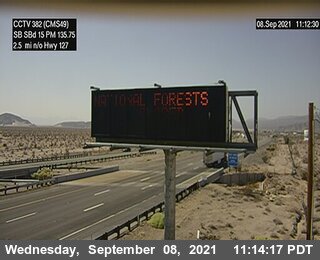 CCTV 382 (CMS49)
SB SBd 15 PM 135.75
2.5 mi n/o Hwy 127
08.Sep 2021 11:12:30
NATIONAL FORESTS
Wednesday, September 08, 2021 11:14:17 PDT